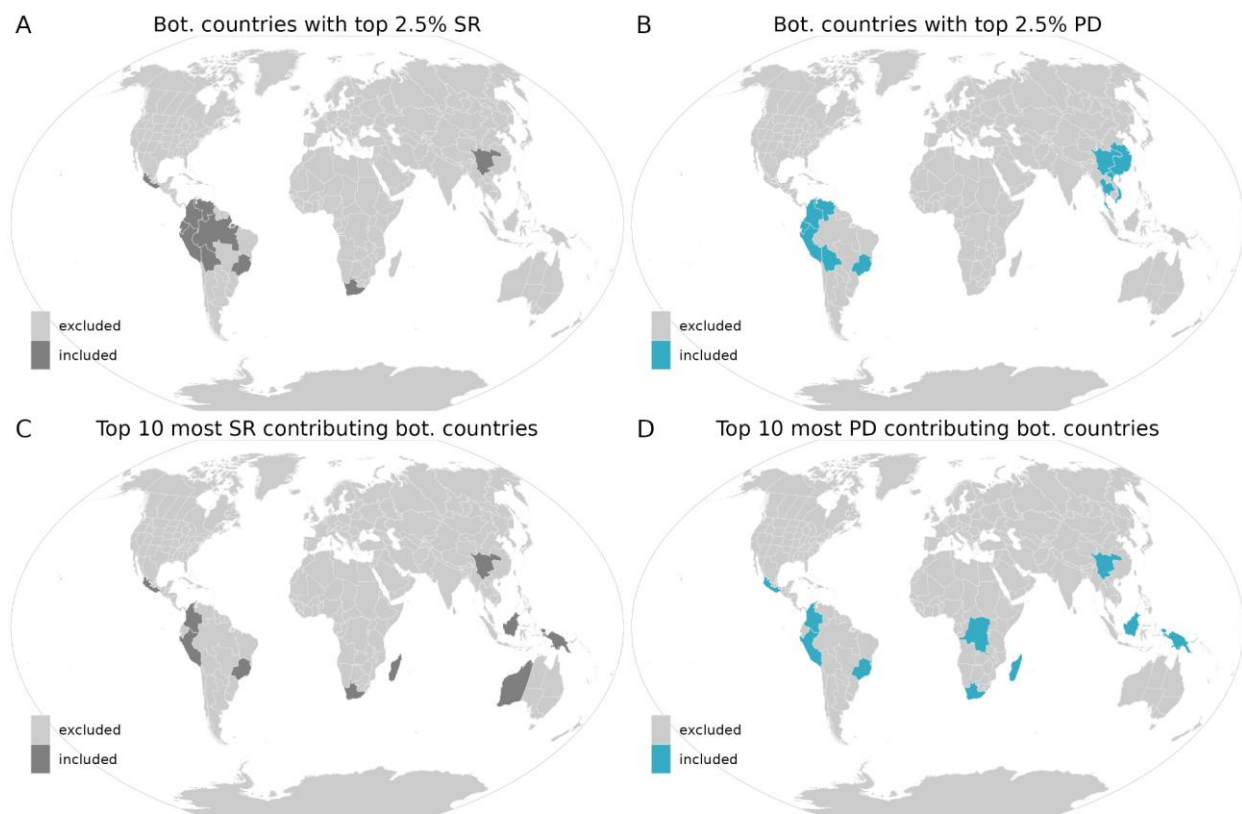 A
Bot. countries with top 2.5% SR
excluded
included
B
Bot. countries with top 2.5% PD
excluded
included
C
Top 10 most SR contributing bot. countries
excluded
included
D
Top 10 most PD contributing bot. countries
excluded
included